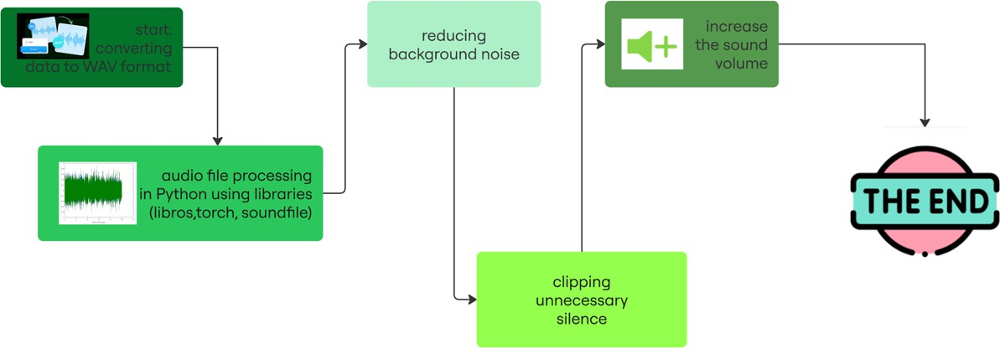 start:
converting
data to WAV format
audio file processing
in Python using libraries
(libros,torch, soundfile)
reducing
background noise
clipping
unnecessary
silence
increase
the sound
volume
THE END